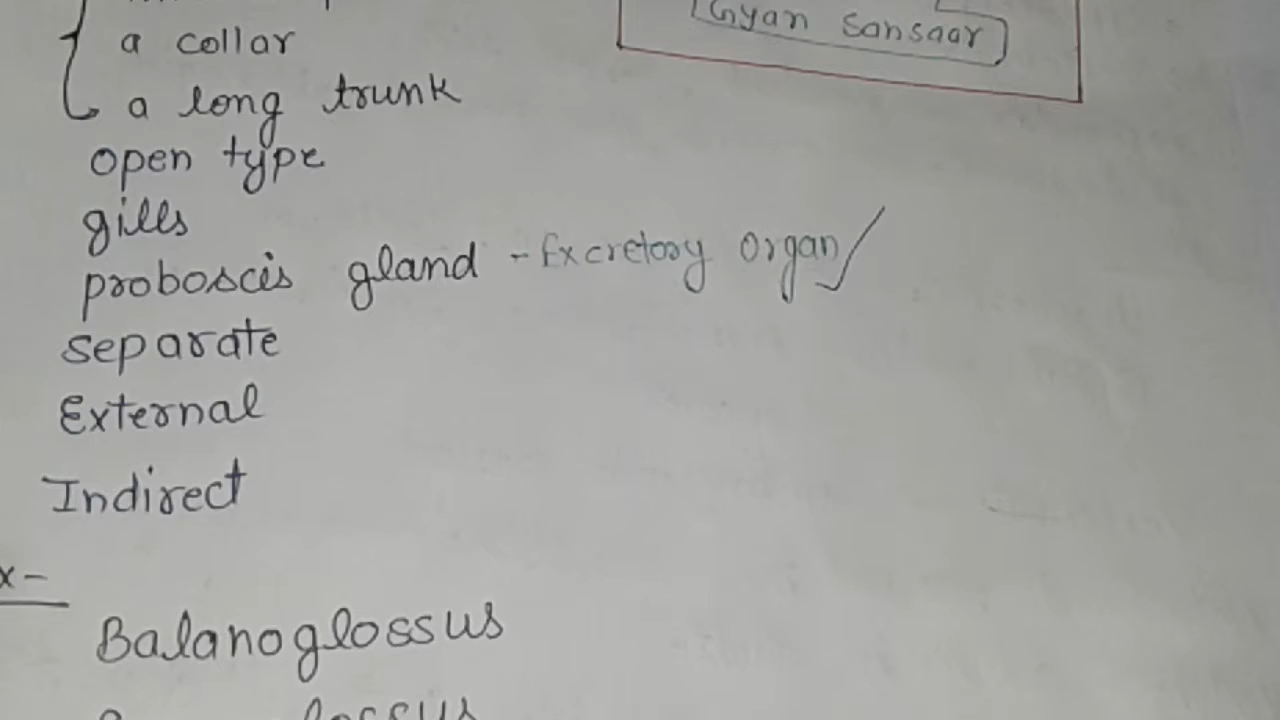 Gyan Sansaar
a collar
a long trunk
open type
gills
proboscis gland - Excretory Organ
separate
External
Indirect
x -
Balanoglossus